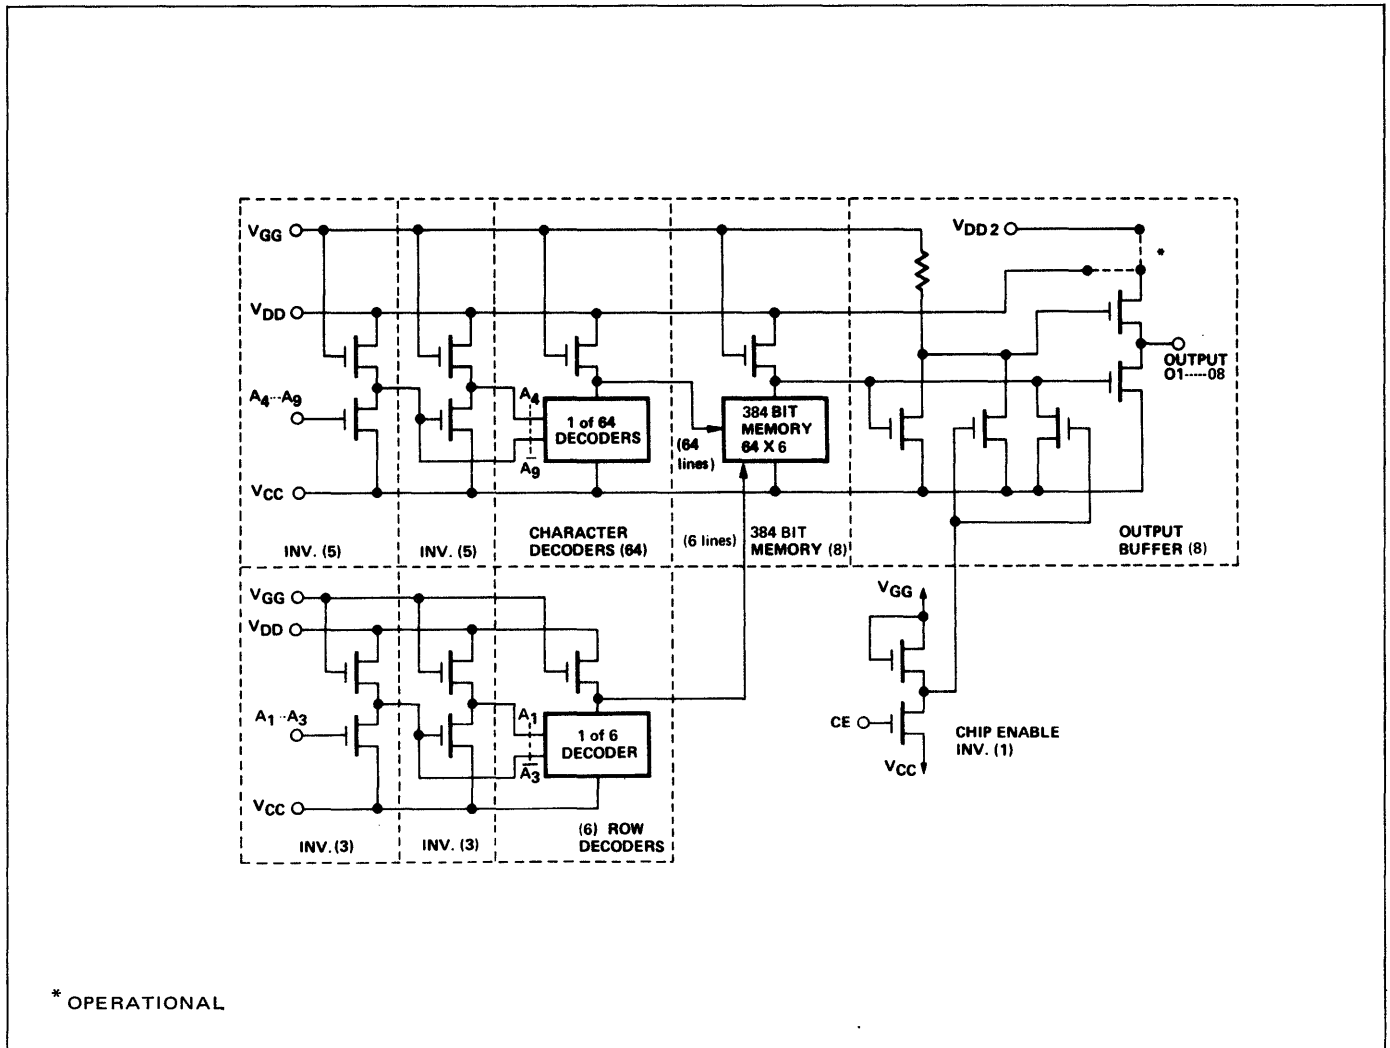 VGG
VDD
A4--A9
VCC
INV. (5)
INV. (5)
A4
A9
1 of 64
DECODERS
CHARACTER
DECODERS (64)
(64
lines)
384 BIT
MEMORY
64 X 6
(6 lines)
384 BIT
MEMORY (8)
VDD 2
*
OUTPUT
O1-----08
OUTPUT
BUFFER (8)
VGG
VDD
A1--A3
VCC
INV. (3)
INV. (3)
A1
A3
1 of 6
DECODER
(6) ROW
DECODERS
VGG
CE
VCC
CHIP ENABLE
INV. (1)
* OPERATIONAL